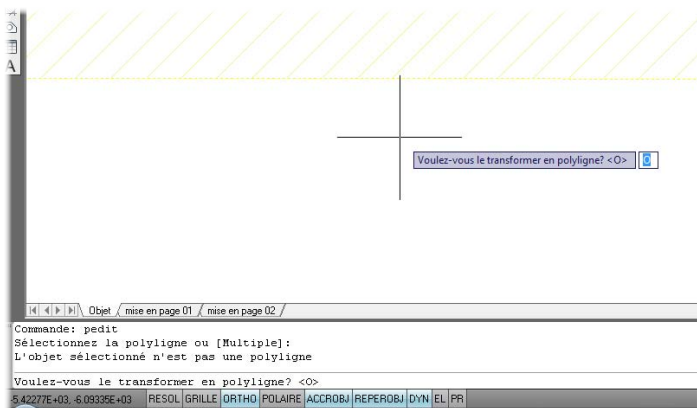 A
Voulez-vous le transformer en polyligne? <O> O
Objet mise en page 01 mise en page 02
Commande: pedit
Sélectionnez la polyligne ou [Multiple]:
L'objet sélectionné n'est pas une polyligne
Voulez-vous le transformer en polyligne? <O>
-5.42277E+03, -6.09335E+03 RESOL GRILLE ORTHO POLAIRE ACCROBJ REPEROBJ DYN EL PR